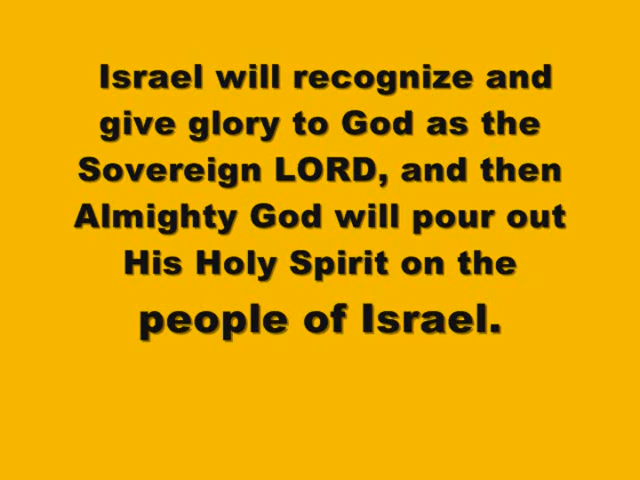 Israel will recognize and
give glory to God as the
Sovereign LORD, and then
Almighty God will pour out
His Holy Spirit on the
people of Israel.